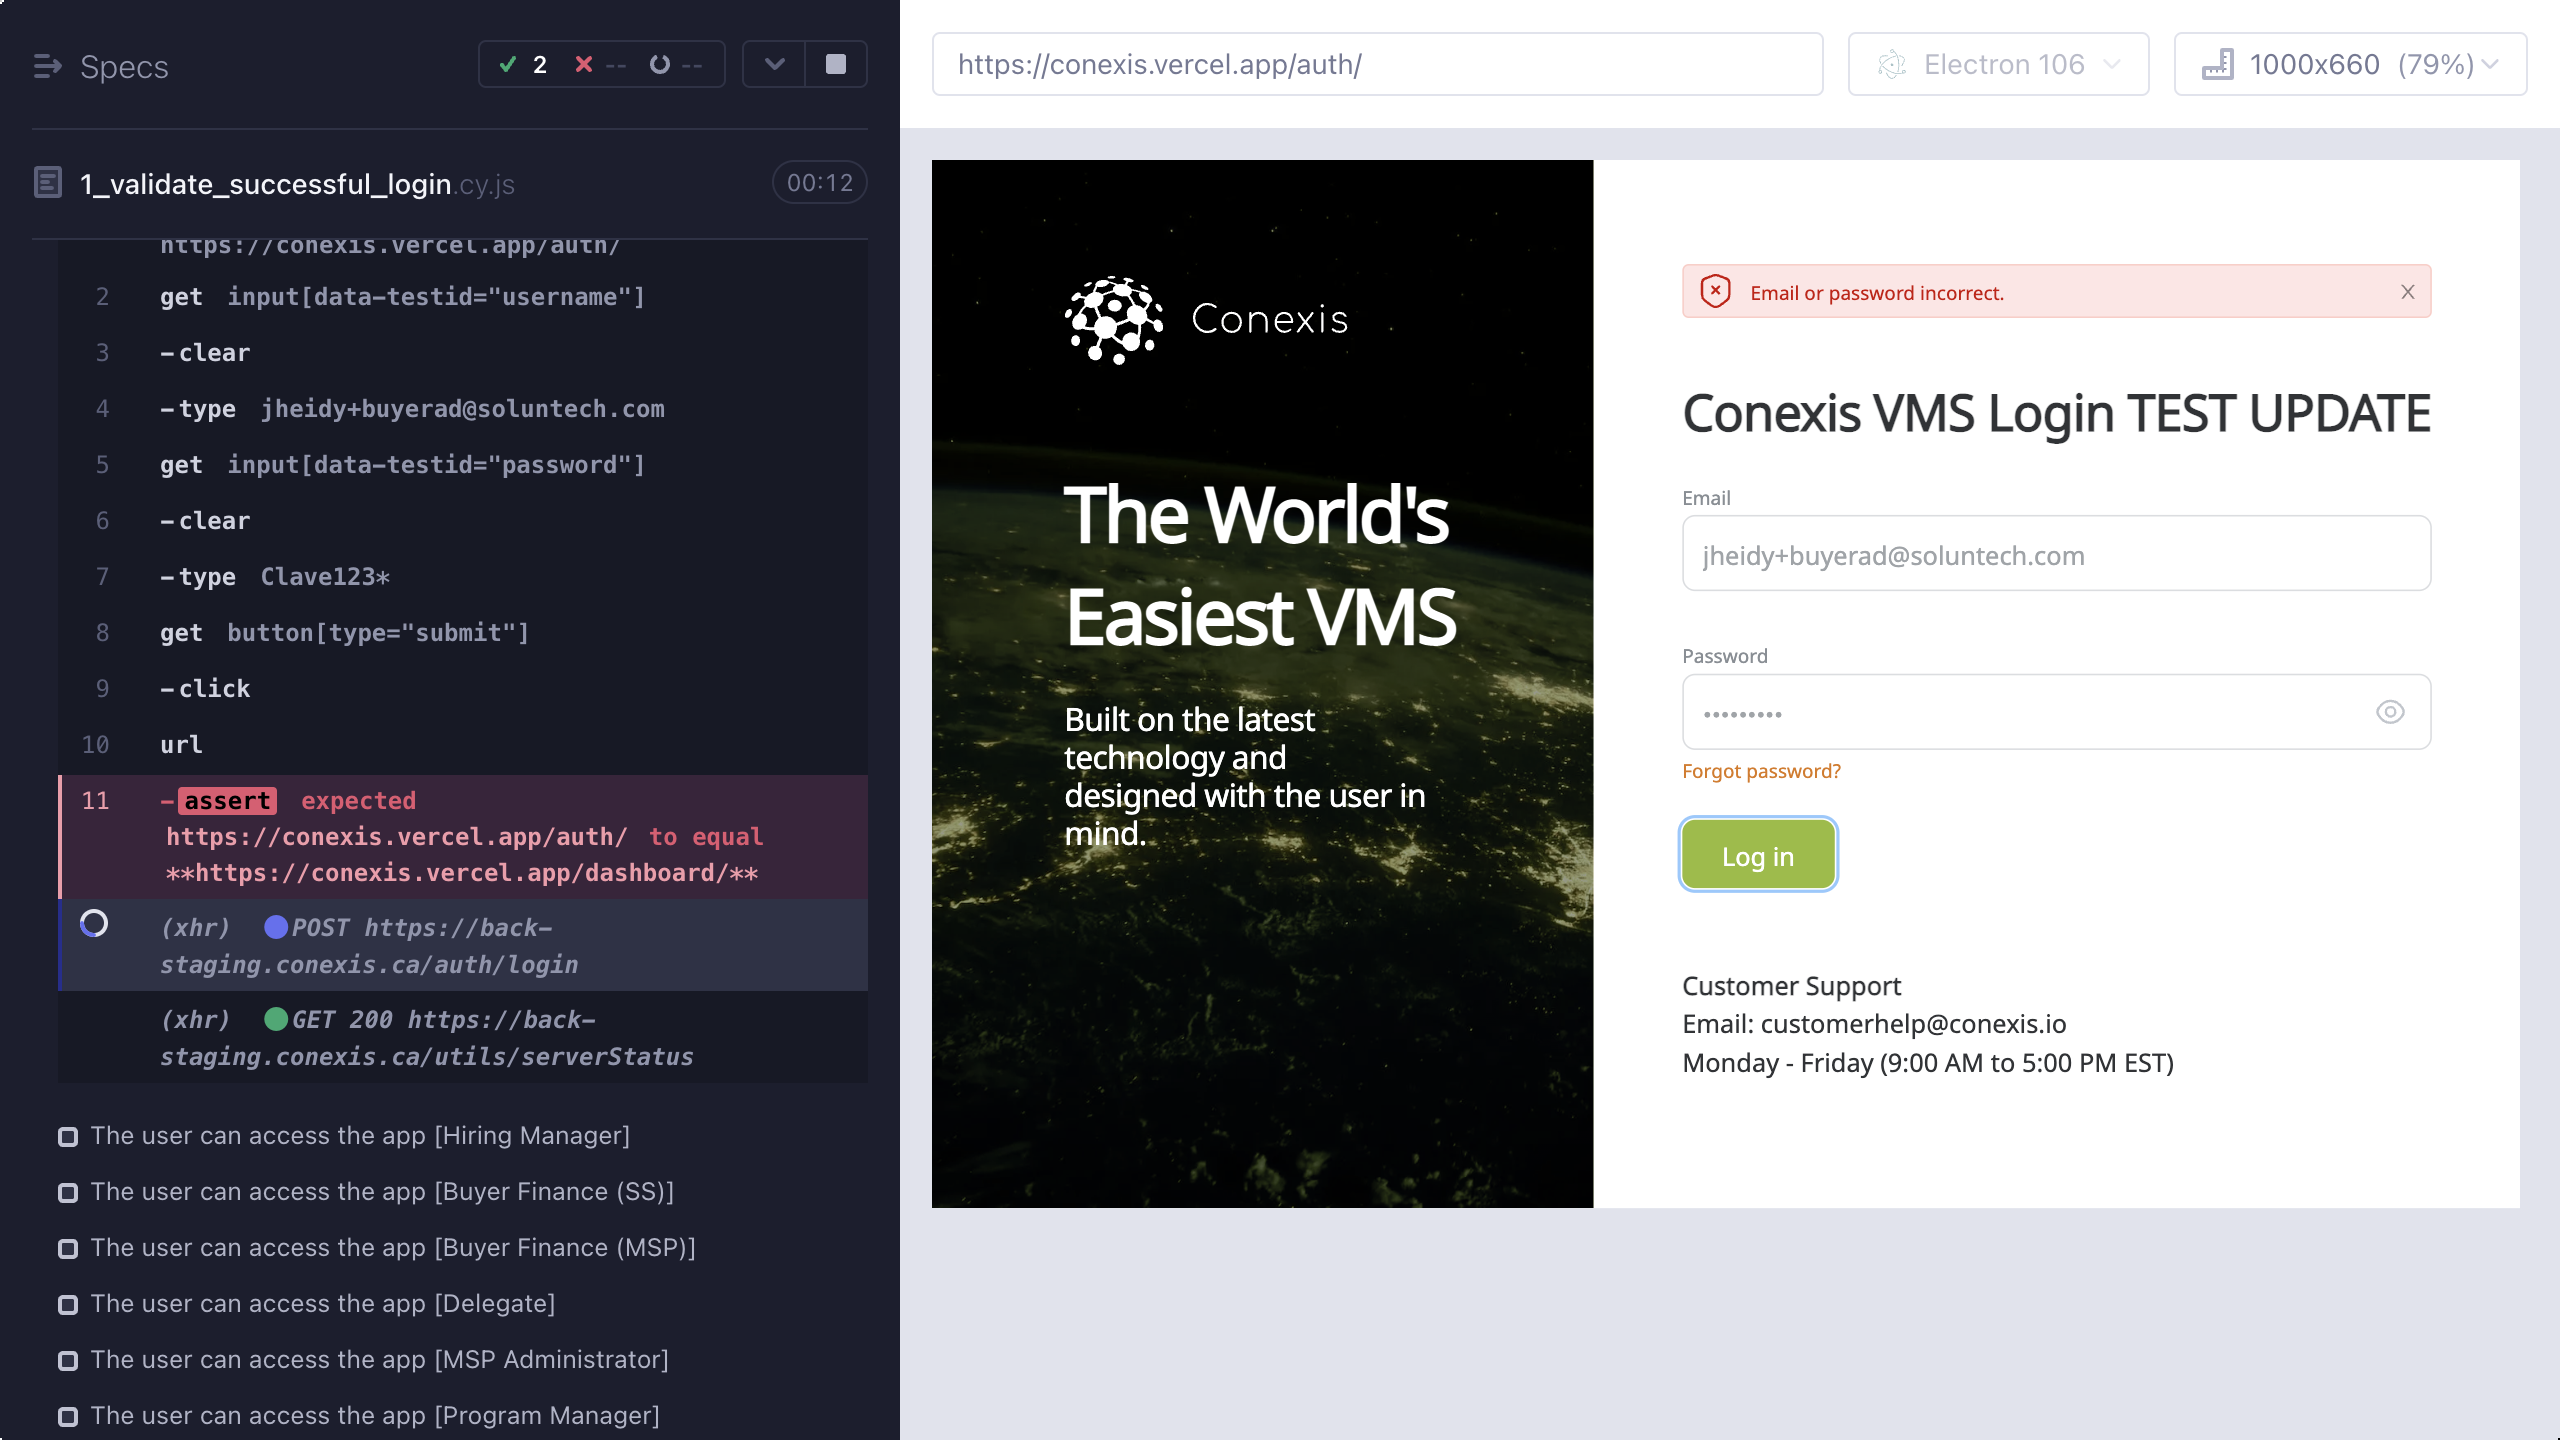 Specs
2
--
--
1_validate_successful_login.cy.js
00:12
https://conexis.vercel.app/auth/
2 get input[data-testid="username"]
3 -clear
4 -type jheidy+buyerad@soluntech.com
5 get input[data-testid="password"]
6 -clear
7 -type Clave123*
8 get button[type="submit"]
9 -click
10 url
11 -assert expected
https://conexis.vercel.app/auth/ to equal
**https://conexis.vercel.app/dashboard/**
(xhr) POST https://back-
staging.conexis.ca/auth/login
(xhr) GET 200 https://back-
staging.conexis.ca/utils/serverStatus
The user can access the app [Hiring Manager]
The user can access the app [Buyer Finance (SS)]
The user can access the app [Buyer Finance (MSP)]
The user can access the app [Delegate]
The user can access the app [MSP Administrator]
The user can access the app [Program Manager]
https://conexis.vercel.app/auth/
Electron 106
1000x660 (79%)
Conexis
The World's
Easiest VMS
Built on the latest
technology and
designed with the user in
mind.
Email or password incorrect.
Conexis VMS Login TEST UPDATE
Email
jheidy+buyerad@soluntech.com
Password
•••••••••
Forgot password?
Log in
Customer Support
Email: customerhelp@conexis.io
Monday - Friday (9:00 AM to 5:00 PM EST)